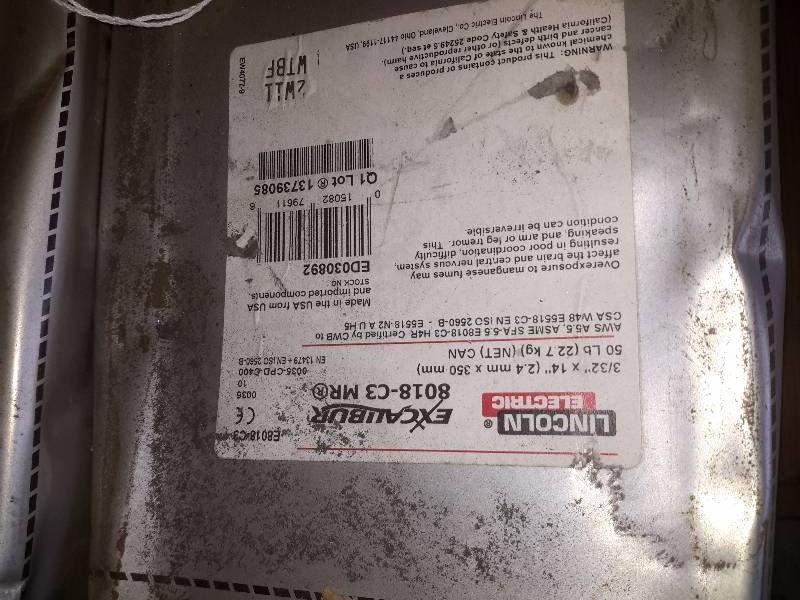 LINCOLN®
ELECTRIC
EXCALIBUR
8018-C3 MR®
E8018-C3
CE
0036
10
0035-CPD-C400
EN 13479 • EN ISO 2560-B
3/32" x 14" (2.4 mm x 350 mm)
50 Lb (22.7 kg) (NET) CAN
AWS A5.5, ASME SFA-5.5: E8018-C3 H4R Certified by CWB to
CSA W48 E5518-C3 EN ISO 2560-B - E5518-N2 A U H5
Made in the USA from USA
and imported components.
STOCK NO.
ED030892
0 15082 79611 6
Q1 Lot ® 13739085
Overexposure to manganese fumes may
affect the brain and central nervous system,
resulting in poor coordination, difficulty
speaking, and arm or leg tremor. This
condition can be irreversible.
WARNING: This product contains or produces a
chemical known to the state of California to cause
cancer and birth defects (or other reproductive harm).
(California Health & Safety Code 25249.5 et seq.)
The Lincoln Electric Co., Cleveland, Ohio 44117-1199, USA
WTBF
EW4072-9